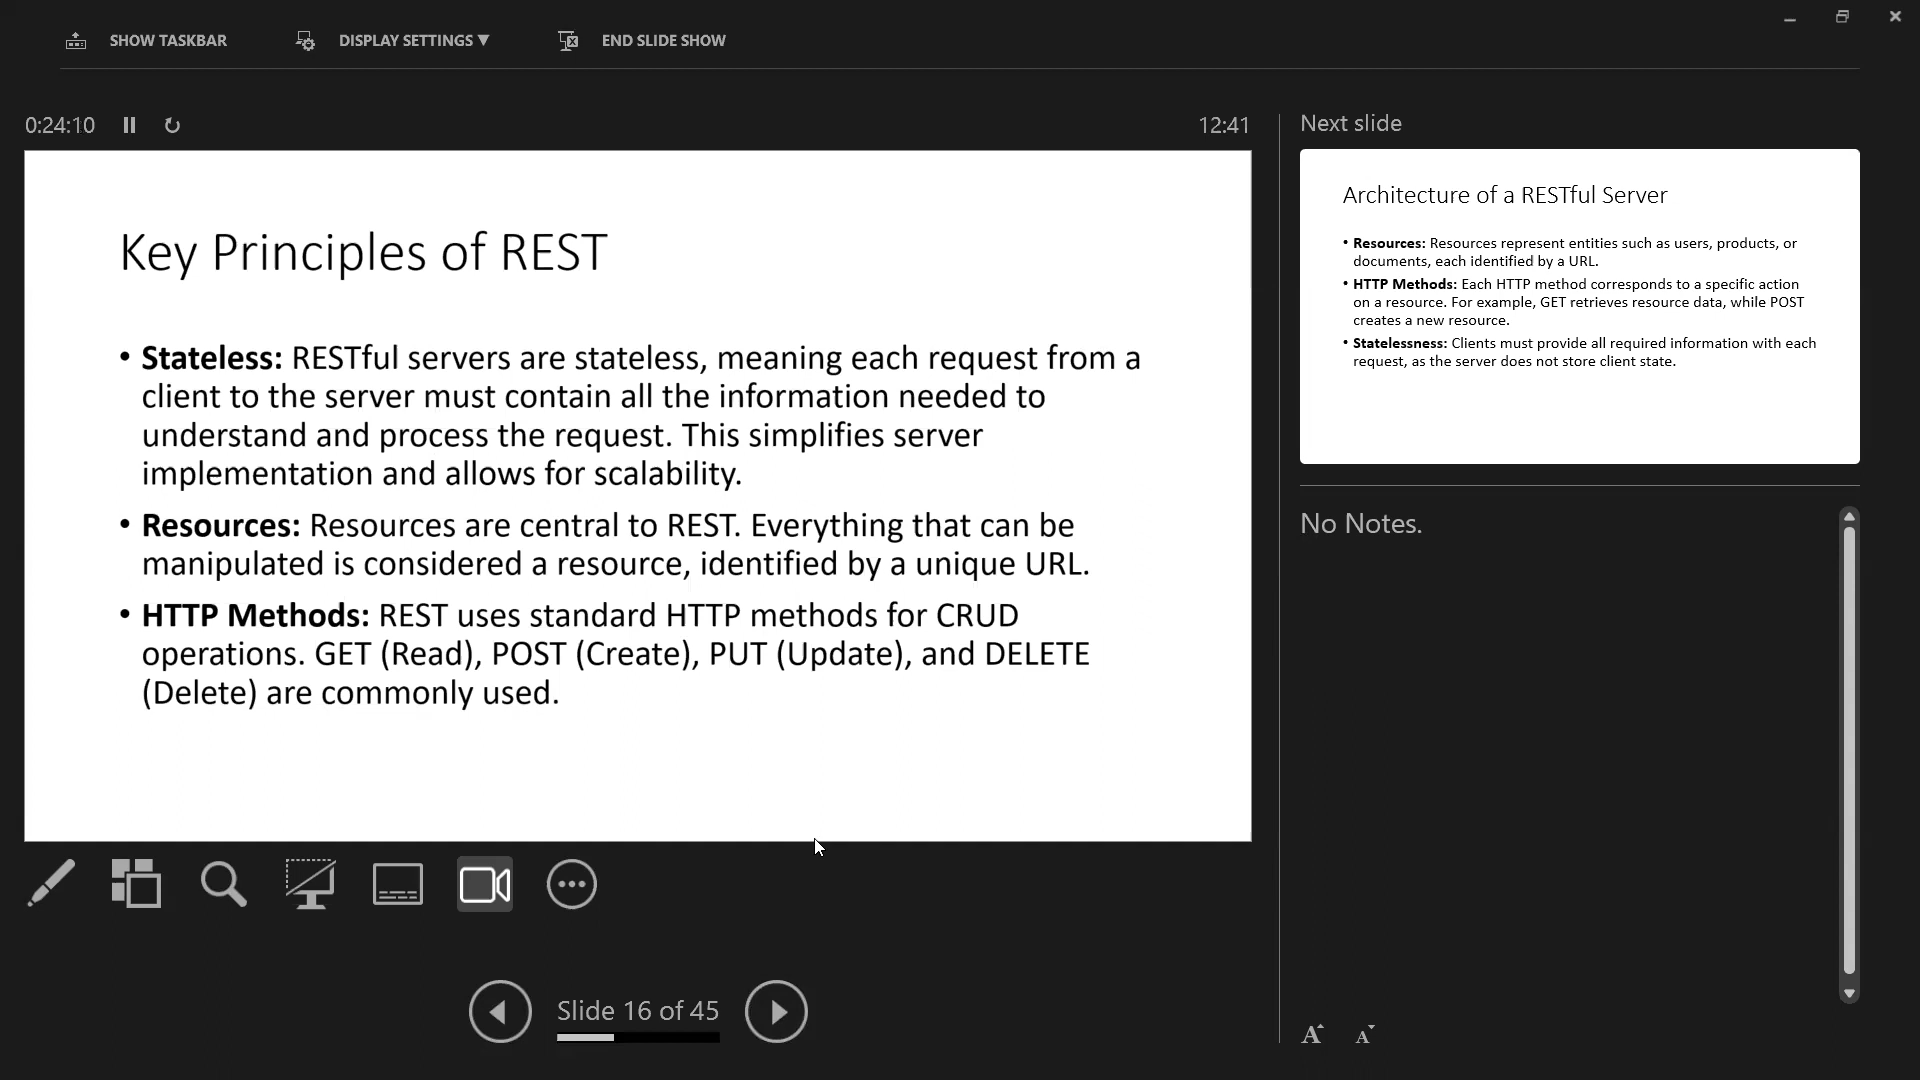 SHOW TASKBAR
DISPLAY SETTINGS ▼
END SLIDE SHOW
0:24:10
12:41
Key Principles of REST
• Stateless: RESTful servers are stateless, meaning each request from a
client to the server must contain all the information needed to
understand and process the request. This simplifies server
implementation and allows for scalability.
• Resources: Resources are central to REST. Everything that can be
manipulated is considered a resource, identified by a unique URL.
• HTTP Methods: REST uses standard HTTP methods for CRUD
operations. GET (Read), POST (Create), PUT (Update), and DELETE
(Delete) are commonly used.
Slide 16 of 45
Next slide
Architecture of a RESTful Server
• Resources: Resources represent entities such as users, products, or
documents, each identified by a URL.
• HTTP Methods: Each HTTP method corresponds to a specific action
on a resource. For example, GET retrieves resource data, while POST
creates a new resource.
• Statelessness: Clients must provide all required information with each
request, as the server does not store client state.
No Notes.
A A